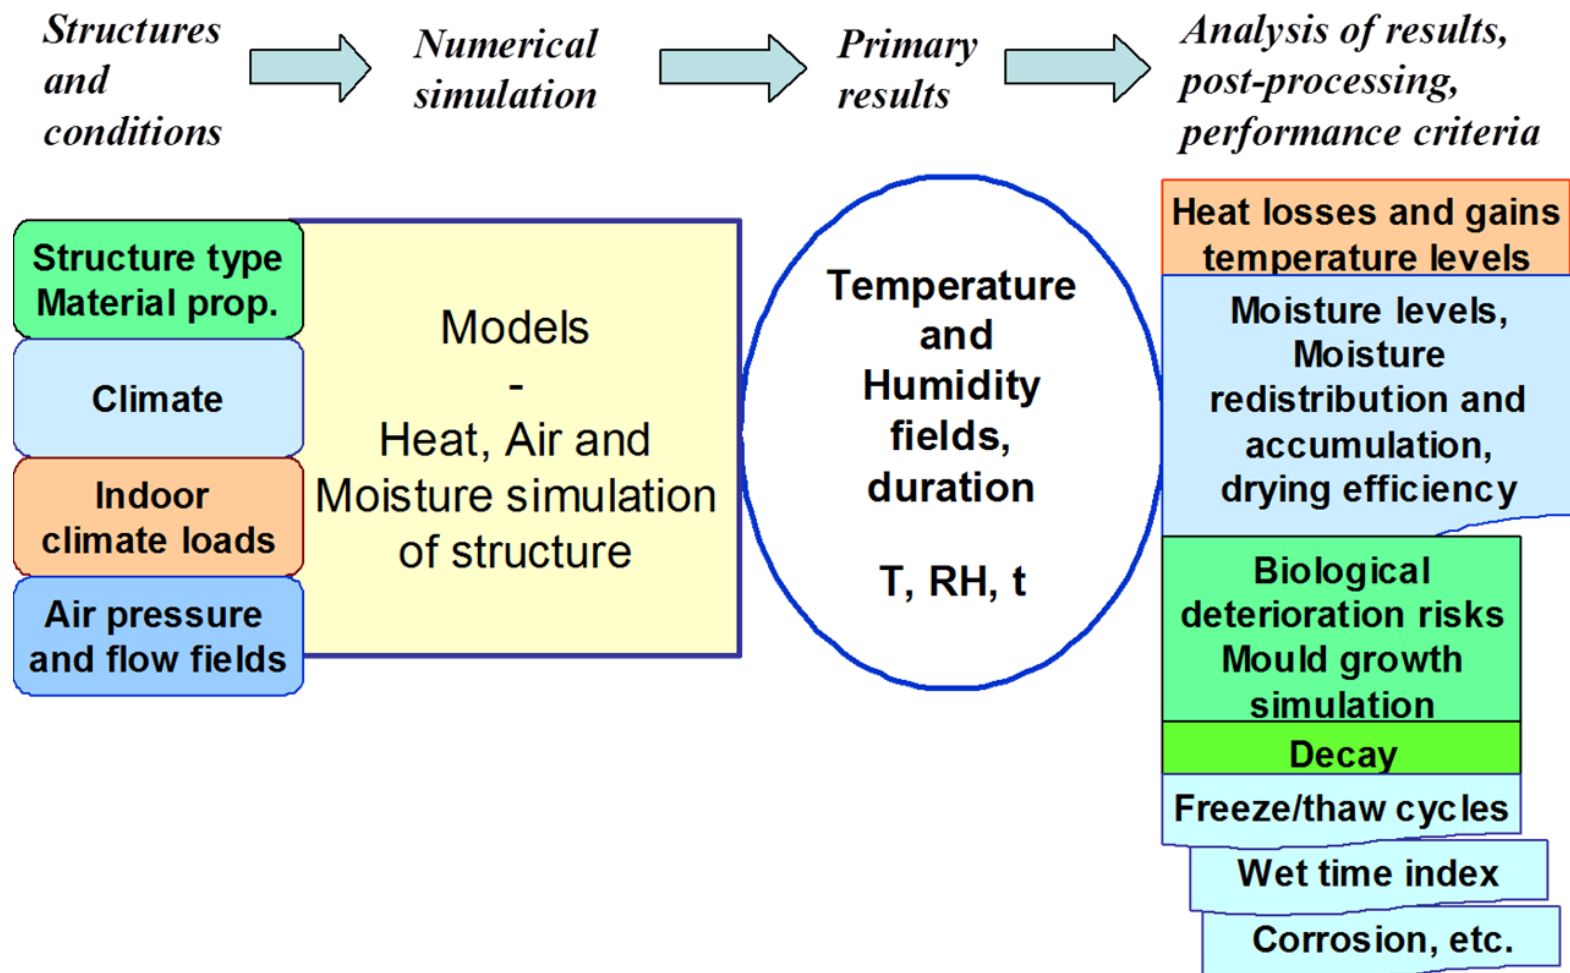 Structures
and
conditions
Numerical
simulation
Primary
results
Analysis of results,
post-processing,
performance criteria
Structure type
Material prop.
Climate
Indoor
climate loads
Air pressure
and flow fields
Models
-
Heat, Air and
Moisture simulation
of structure
Temperature
and
Humidity
fields,
duration
T, RH, t
Heat losses and gains
temperature levels
Moisture levels,
Moisture
redistribution and
accumulation,
drying efficiency
Biological
deterioration risks
Mould growth
simulation
Decay
Freeze/thaw cycles
Wet time index
Corrosion, etc.